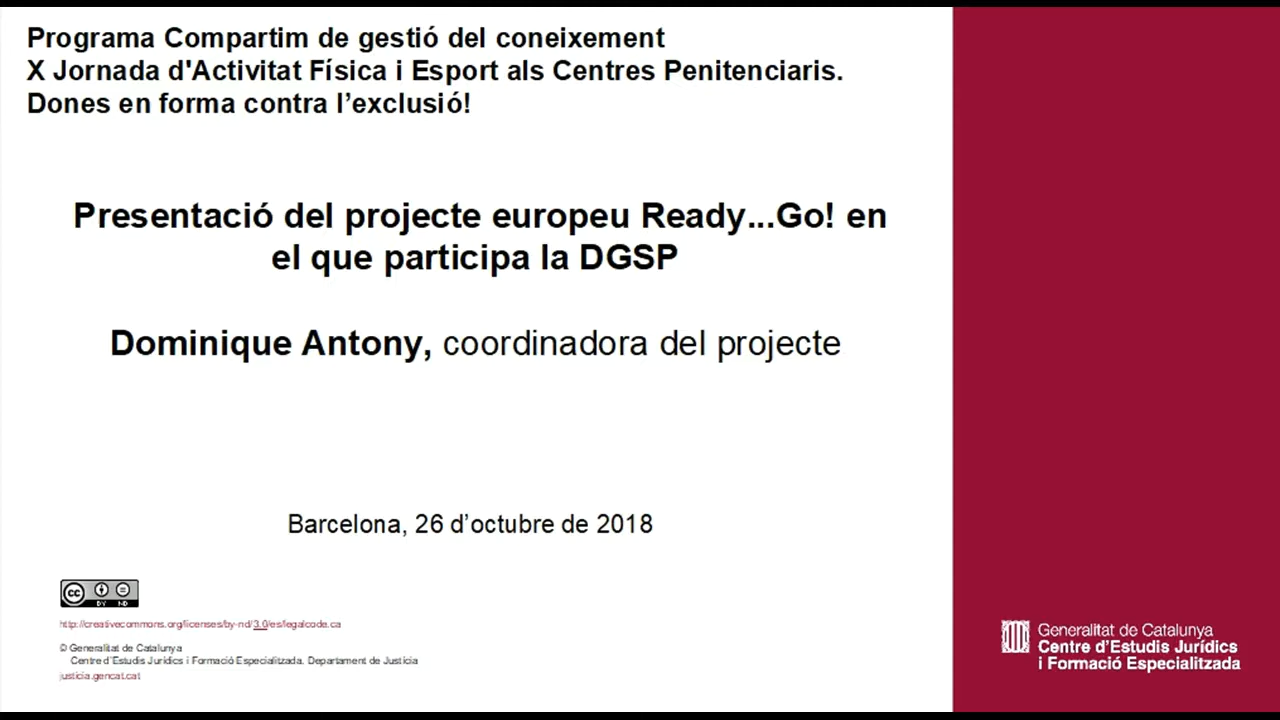 Programa Compartim de gestió del coneixement
X Jornada d'Activitat Física i Esport als Centres Penitenciaris.
Dones en forma contra l’exclusió!
Presentació del projecte europeu Ready...Go! en
el que participa la DGSP
Dominique Antony, coordinadora del projecte
Barcelona, 26 d’octubre de 2018
cc BY ND
http://creativecommons.org/licenses/by-nd/3.0/es/legalcode.ca
© Generalitat de Catalunya
Centre d’Estudis Jurídics i Formació Especialitzada. Departament de Justícia
justicia.gencat.cat
Generalitat de Catalunya
Centre d’Estudis Jurídics
i Formació Especialitzada